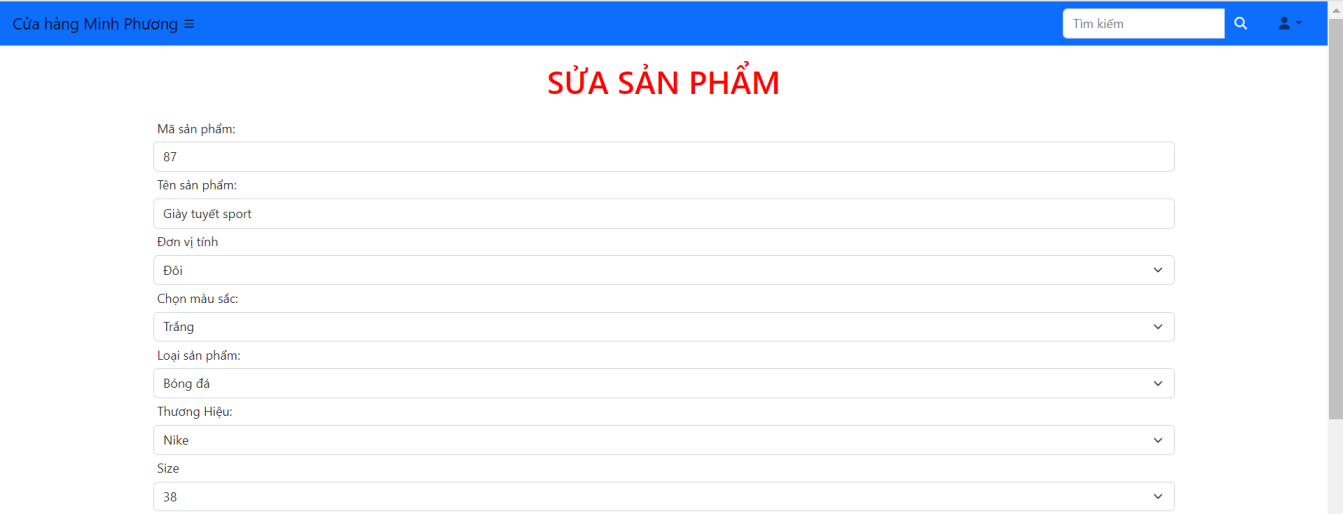 Cửa hàng Minh Phương
Tìm kiếm
SỬA SẢN PHẨM
Mã sản phẩm:
87
Tên sản phẩm:
Giày tuyết sport
Đơn vị tính
Đôi
Chọn màu sắc:
Trắng
Loại sản phẩm:
Bóng đá
Thương Hiệu:
Nike
Size
38